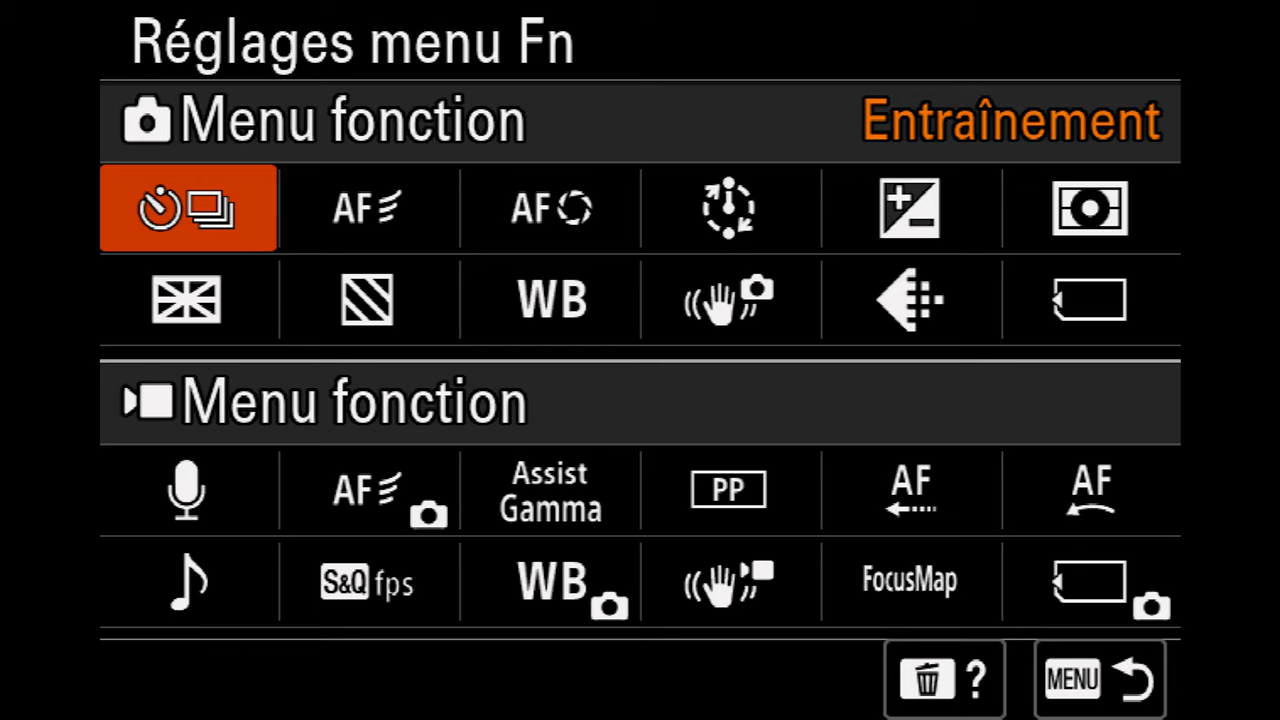 Réglages menu Fn
Menu fonction Entraînement
AF AF
WB
Menu fonction
AF Assist Gamma PP AF AF
S&Q fps WB FocusMap
? MENU